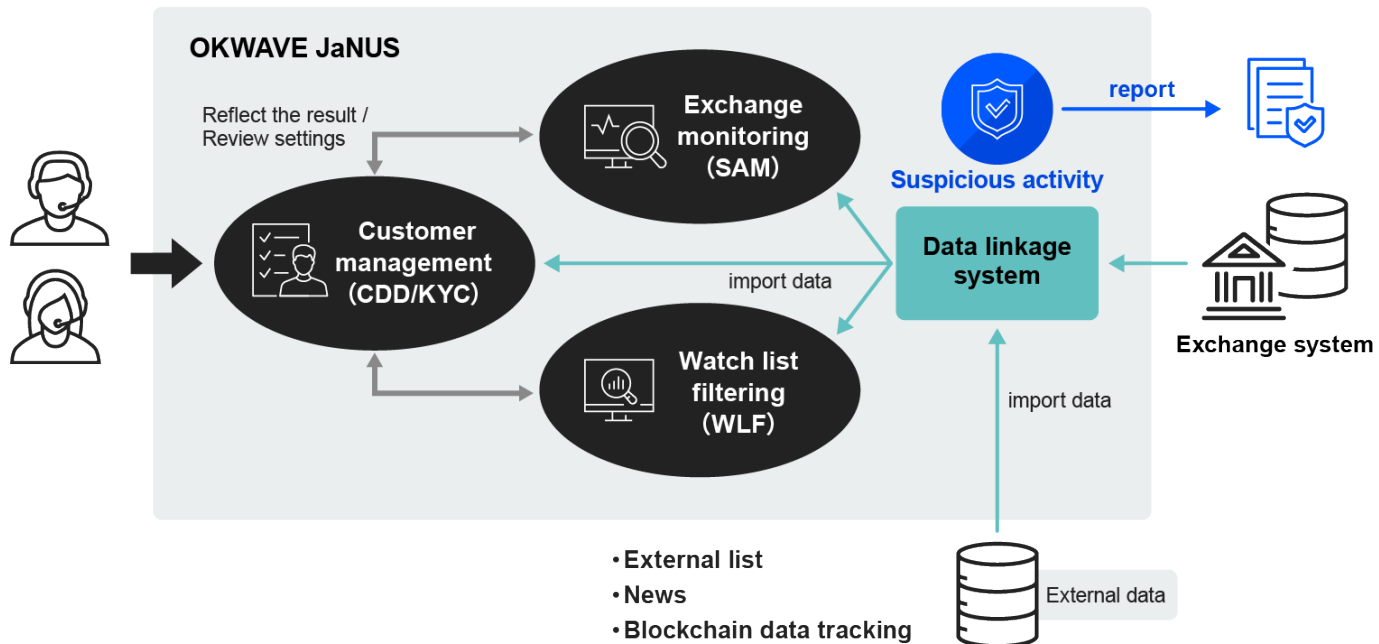 OKWAVE JaNUS
Reflect the result /
Review settings
Exchange
monitoring
（SAM）
report
Suspicious activity
Customer
management
（CDD/KYC）
Data linkage
system
import data
Exchange system
Watch list
filtering
（WLF）
import data
・External list
・News
・Blockchain data tracking
External data